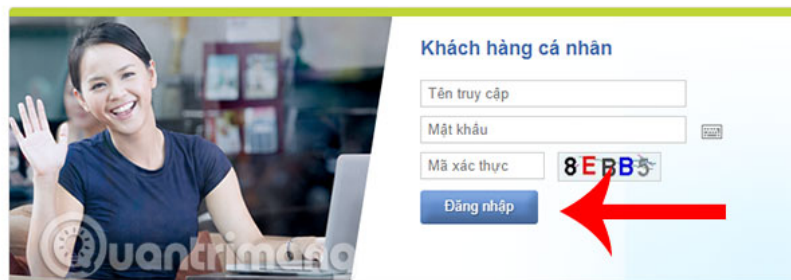 Khách hàng cá nhân
Tên truy cập
Mật khẩu
Mã xác thực
8EBB5
Đăng nhập
Quantrimang